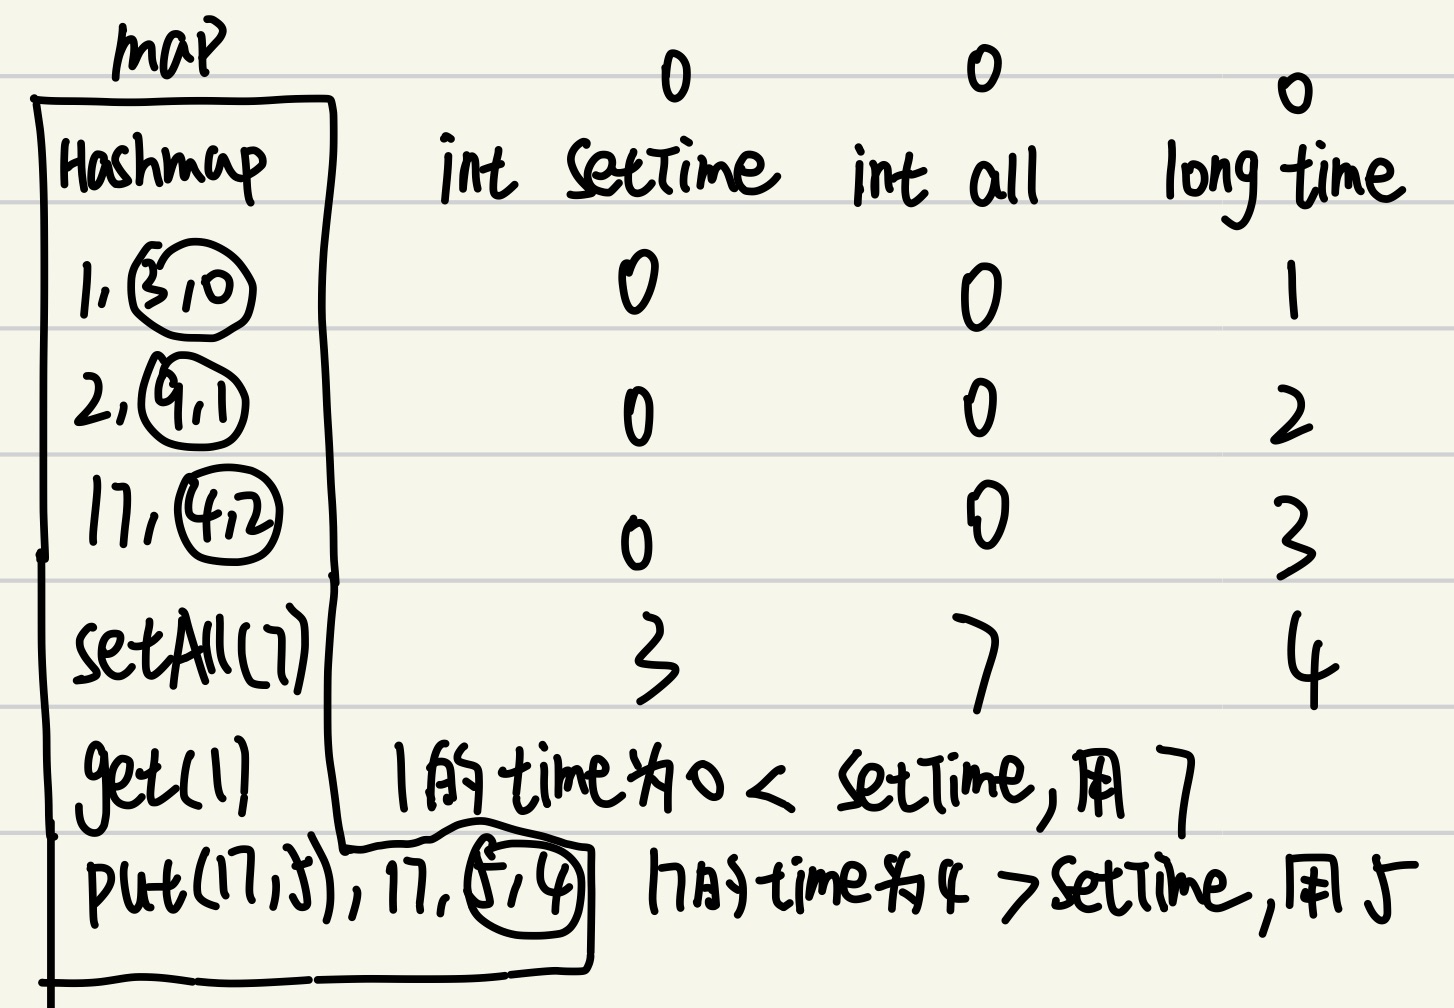 map
0 0 0
Hashmap int setTime int all long time
1, 3,0 0 0 1
2, 9,1 0 0 2
17, 4,2 0 0 3
setAll(7) 3 7 4
get(1) 1的time为0 < setTime, 用7
put(17,5), 17, 5,4 17的time为4 > setTime, 用5